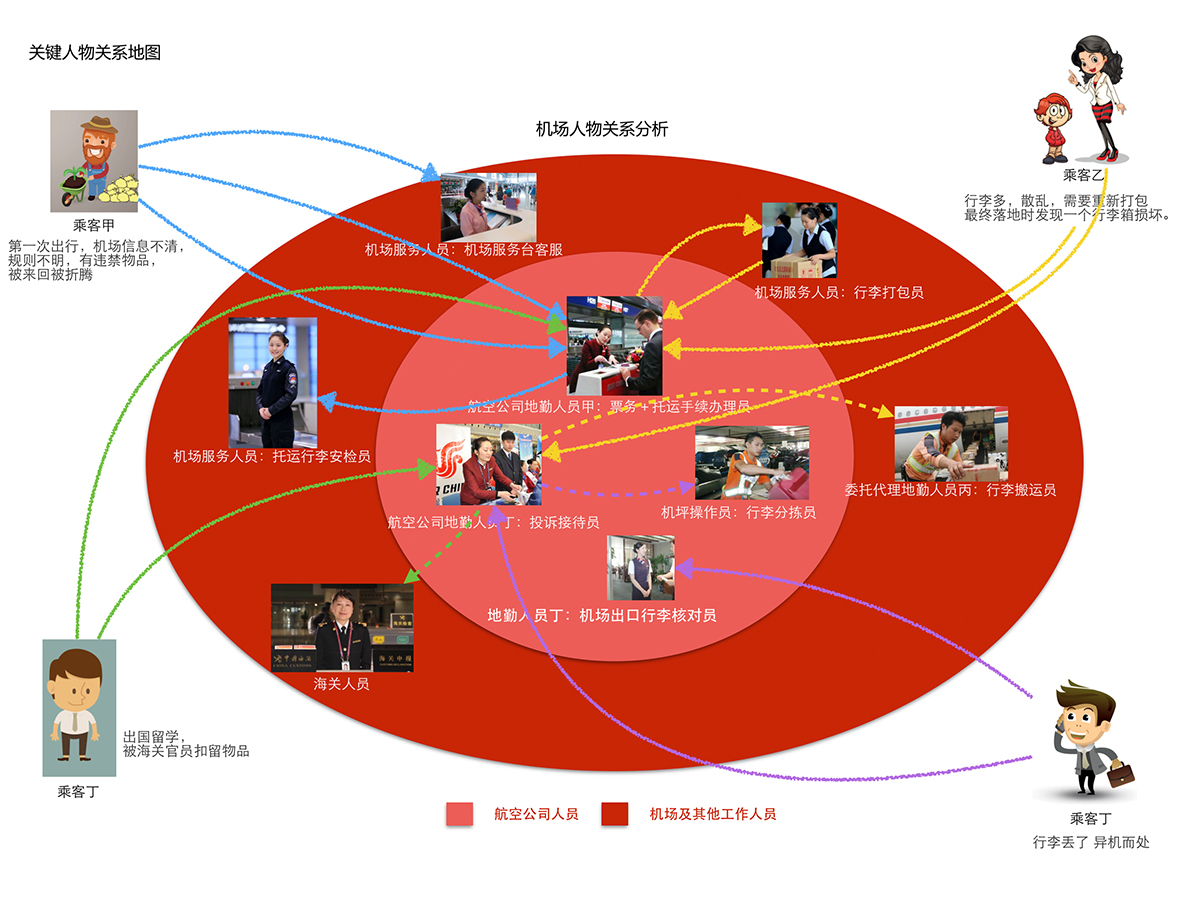 关键人物关系地图
机场人物关系分析
乘客甲
第一次出行，机场信息不清，
规则不明，有违禁物品，
被来回被折腾
乘客乙
行李多，散乱，需要重新打包
最终落地时发现一个行李箱损坏。
机场服务人员：机场服务台客服
机场服务人员：行李打包员
航空公司地勤人员甲：票务＋托运手续办理员
机场服务人员：托运行李安检员
委托代理地勤人员丙：行李搬运员
机坪操作员：行李分拣员
航空公司地勤人员丁：投诉接待员
地勤人员丁：机场出口行李核对员
海关人员
出国留学，
被海关官员扣留物品
乘客丁
乘客丁
行李丢了 异机而处
航空公司人员
机场及其他工作人员